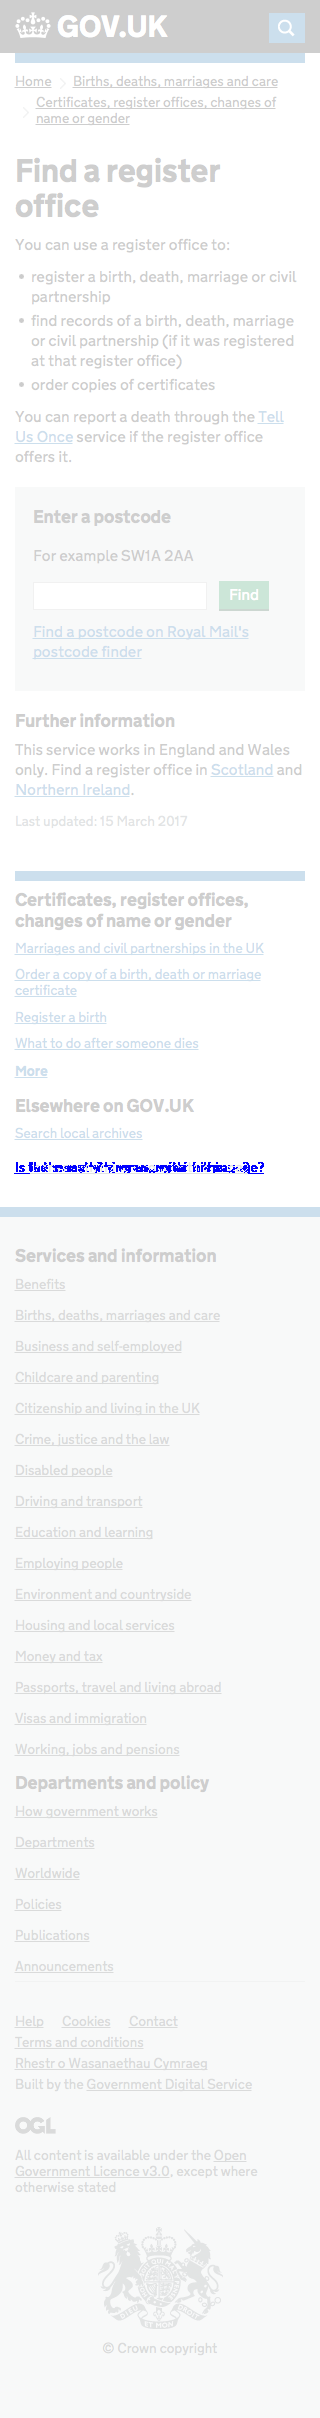 GOV.UK
Home
Births, deaths, marriages and care
Certificates, register offices, changes of
name or gender
Find a register
office
You can use a register office to:
• register a birth, death, marriage or civil
partnership
• find records of a birth, death, marriage
or civil partnership (if it was registered
at that register office)
• order copies of certificates
You can report a death through the Tell
Us Once service if the register office
offers it.
Enter a postcode
For example SW1A 2AA
Find
Find a postcode on Royal Mail's
postcode finder
Further information
This service works in England and Wales
only. Find a register office in Scotland and
Northern Ireland.
Last updated: 15 March 2017
Certificates, register offices,
changes of name or gender
Marriages and civil partnerships in the UK
Order a copy of a birth, death or marriage
certificate
Register a birth
What to do after someone dies
More
Elsewhere on GOV.UK
Search local archives
Is
Services and information
Benefits
Births, deaths, marriages and care
Business and self-employed
Childcare and parenting
Citizenship and living in the UK
Crime, justice and the law
Disabled people
Driving and transport
Education and learning
Employing people
Environment and countryside
Housing and local services
Money and tax
Passports, travel and living abroad
Visas and immigration
Working, jobs and pensions
Departments and policy
How government works
Departments
Worldwide
Policies
Publications
Announcements
Help Cookies Contact
Terms and conditions
Rhestr o Wasanaethau Cymraeg
Built by the Government Digital Service
OGL
All content is available under the Open
Government Licence v3.0, except where
otherwise stated
© Crown copyright